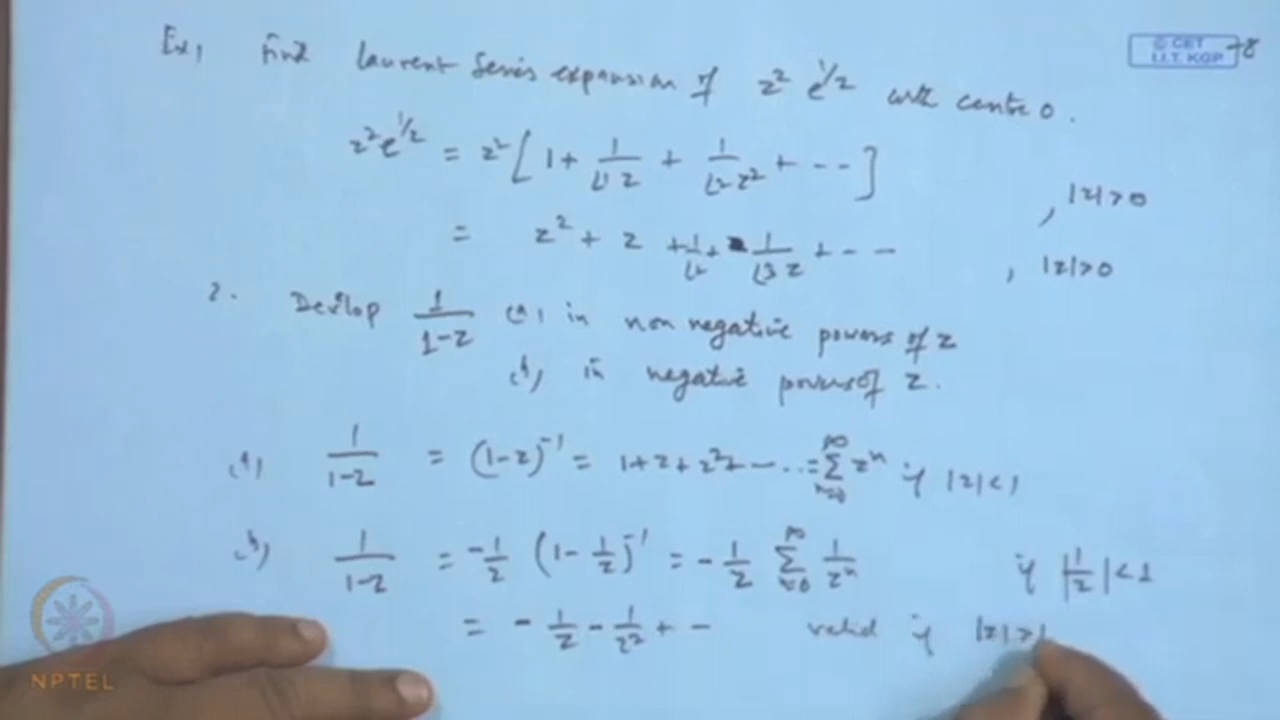 © CET
I.I.T. KGP
Ex, Find Laurent Series expansion of z² e^{1/z} with centre 0.
z² e^{1/z} = z² [ 1 + 1/(⌊1 z) + 1/(⌊2 z²) + -- ] , |z|>0
= z² + z + 1/⌊2 + 1/(⌊3 z) + -- , |z|>0
2. Devlop 1/(1-z) (a) in non negative powers of z
(b) in negative powers of z.
(a) 1/(1-z) = (1-z)^{-1} = 1+z+z²+ --- ..= ∑_{n=0}^{∞} z^n if |z|<1
(b) 1/(1-z) = -1/z (1 - 1/z)^{-1} = - 1/z ∑_{n=0}^{∞} 1/z^n if |1/z| < 1
= - 1/z - 1/z² + - valid if |z|>1
NPTEL